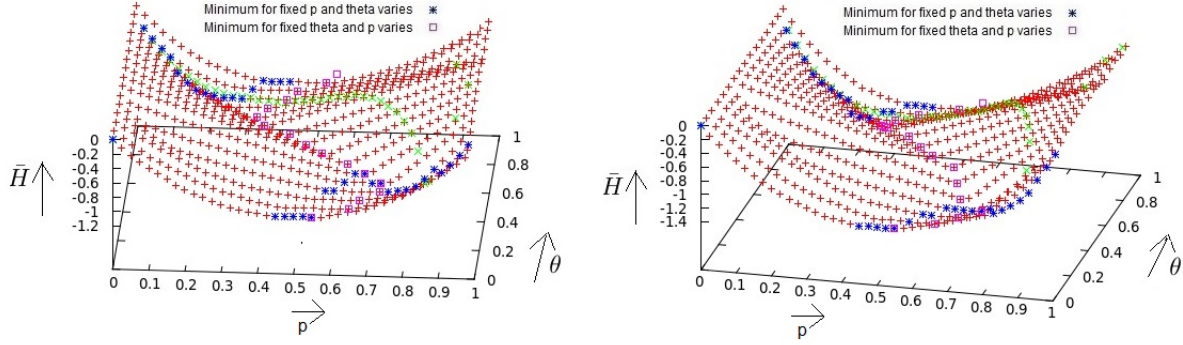 Minimum for fixed p and theta varies
Minimum for fixed theta and p varies
0
-0.2
-0.4
-0.6
-0.8
-1
-1.2
H̄
0 0.1 0.2 0.3 0.4 0.5 0.6 0.7 0.8 0.9 1
p
1
0.8
0.6
0.4
0.2
0
θ
Minimum for fixed p and theta varies
Minimum for fixed theta and p varies
0
-0.2
-0.4
-0.6
-0.8
-1
-1.2
-1.4
H̄
0 0.1 0.2 0.3 0.4 0.5 0.6 0.7 0.8 0.9 1
p
1
0.8
0.6
0.4
0.2
0
θ